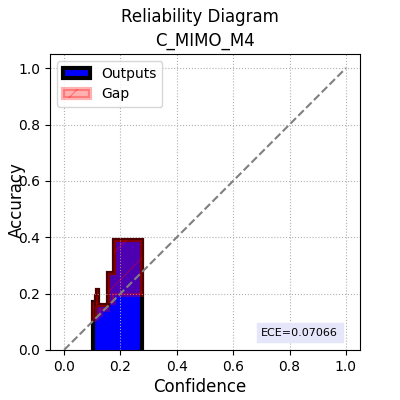 Reliability Diagram
C_MIMO_M4
Outputs
Gap
1.0
0.8
0.6
0.4
0.2
0.0
Accuracy
ECE=0.07066
0.0 0.2 0.4 0.6 0.8 1.0
Confidence